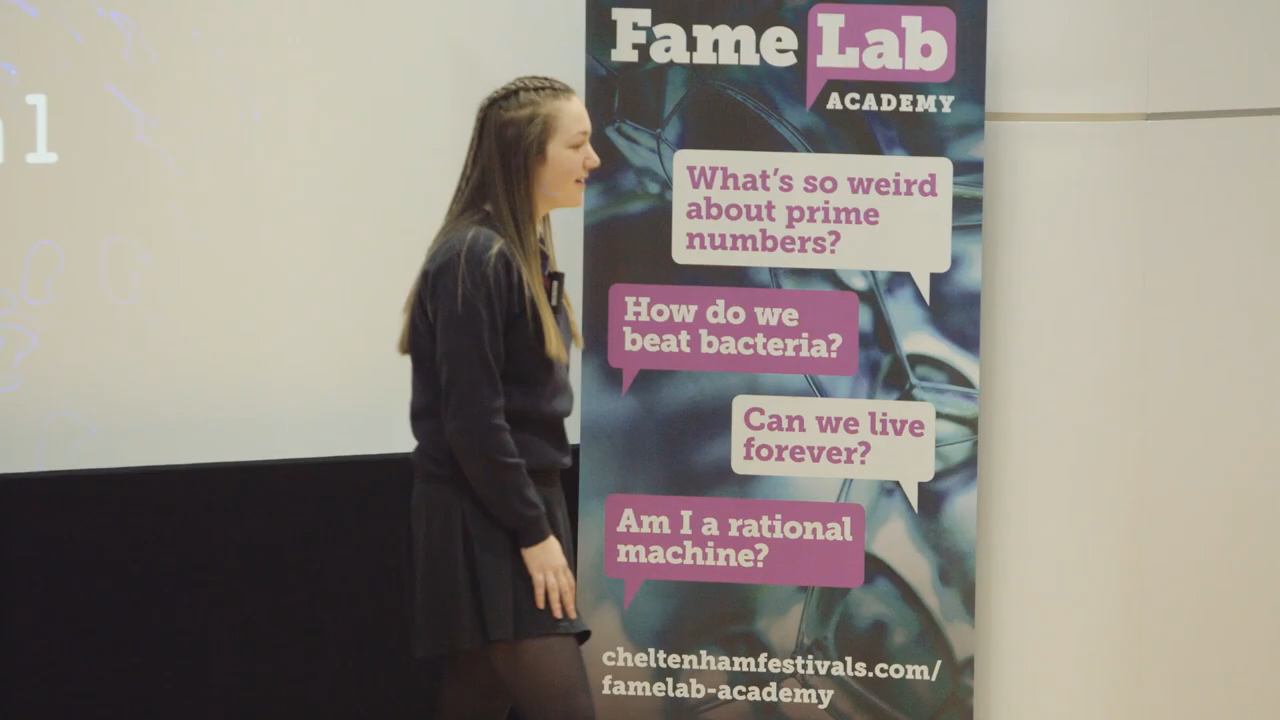 Fame Lab
ACADEMY
What's so weird
about prime
numbers?
How do we
beat bacteria?
Can we live
forever?
Am I a rational
machine?
cheltenhamfestivals.com/
famelab-academy